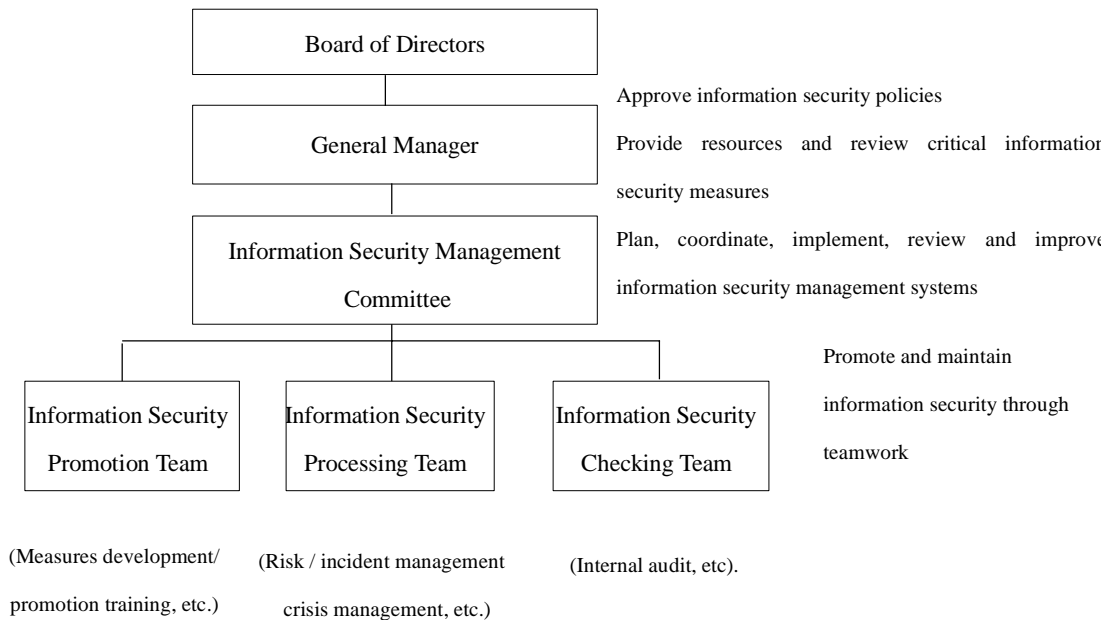 Board of Directors
Approve information security policies
General Manager
Provide resources and review critical information
security measures
Information Security Management
Committee
Plan, coordinate, implement, review and improve
information security management systems
Promote and maintain
information security through
teamwork
Information Security
Promotion Team
Information Security
Processing Team
Information Security
Checking Team
(Measures development/
promotion training, etc.)
(Risk / incident management
crisis management, etc.)
(Internal audit, etc).